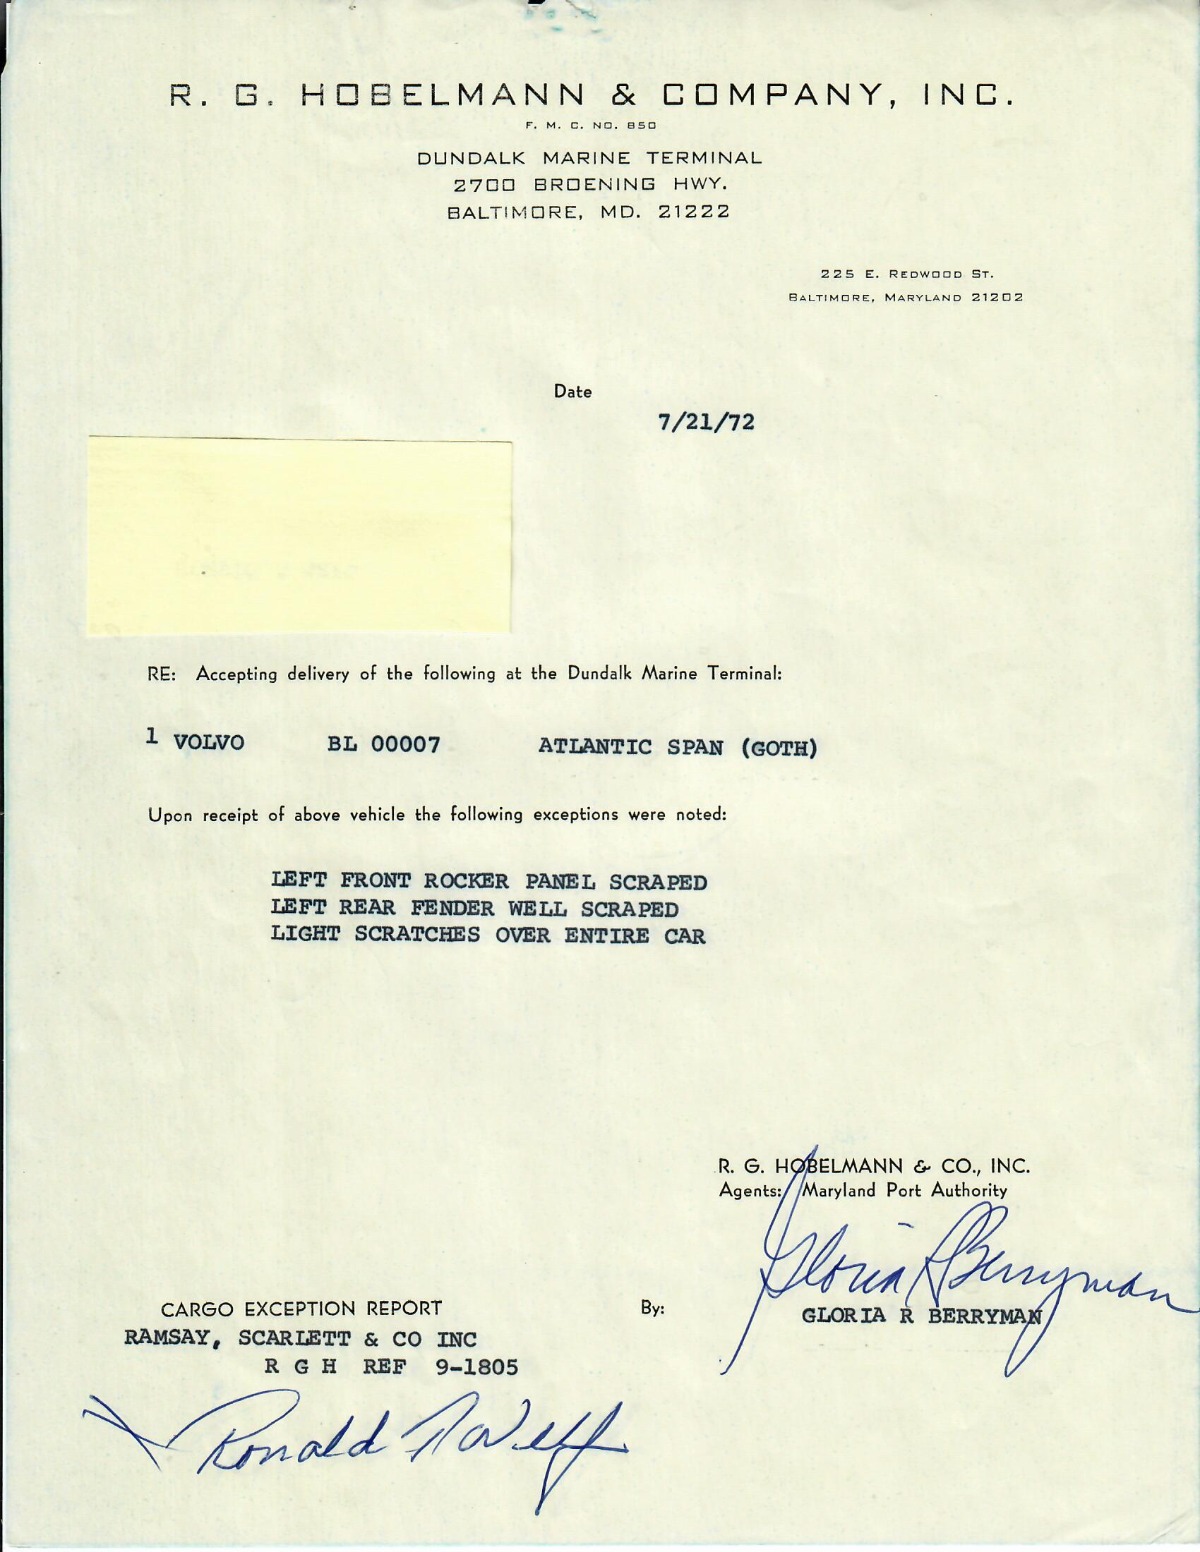 R. G. HOBELMANN & COMPANY, INC.
F. M. C. NO. 850
DUNDALK MARINE TERMINAL
2700 BROENING HWY.
BALTIMORE, MD. 21222
225 E. REDWOOD ST.
BALTIMORE, MARYLAND 21202
Date
7/21/72
RE: Accepting delivery of the following at the Dundalk Marine Terminal:
1 VOLVO BL 00007 ATLANTIC SPAN (GOTH)
Upon receipt of above vehicle the following exceptions were noted:
LEFT FRONT ROCKER PANEL SCRAPED
LEFT REAR FENDER WELL SCRAPED
LIGHT SCRATCHES OVER ENTIRE CAR
R. G. HOBELMANN & CO., INC.
Agents: Maryland Port Authority
Gloria R Berryman
CARGO EXCEPTION REPORT By: GLORIA R BERRYMAN
RAMSAY, SCARLETT & CO INC
R G H REF 9-1805
Ronald